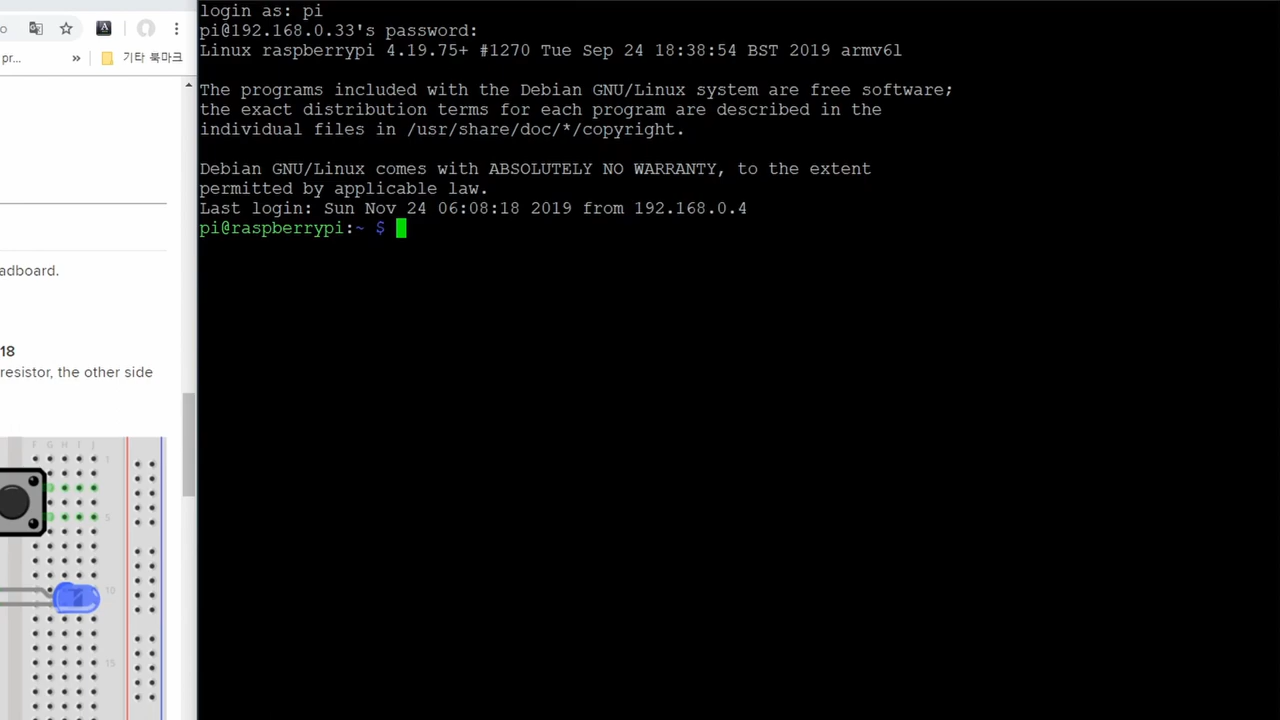 login as: pi
pi@192.168.0.33's password:
Linux raspberrypi 4.19.75+ #1270 Tue Sep 24 18:38:54 BST 2019 armv6l
The programs included with the Debian GNU/Linux system are free software;
the exact distribution terms for each program are described in the
individual files in /usr/share/doc/*/copyright.
Debian GNU/Linux comes with ABSOLUTELY NO WARRANTY, to the extent
permitted by applicable law.
Last login: Sun Nov 24 06:08:18 2019 from 192.168.0.4
pi@raspberrypi:~ $
pr... » 기타 북마크
adboard.
18
resistor, the other side
F G H I J
1
5
10
15